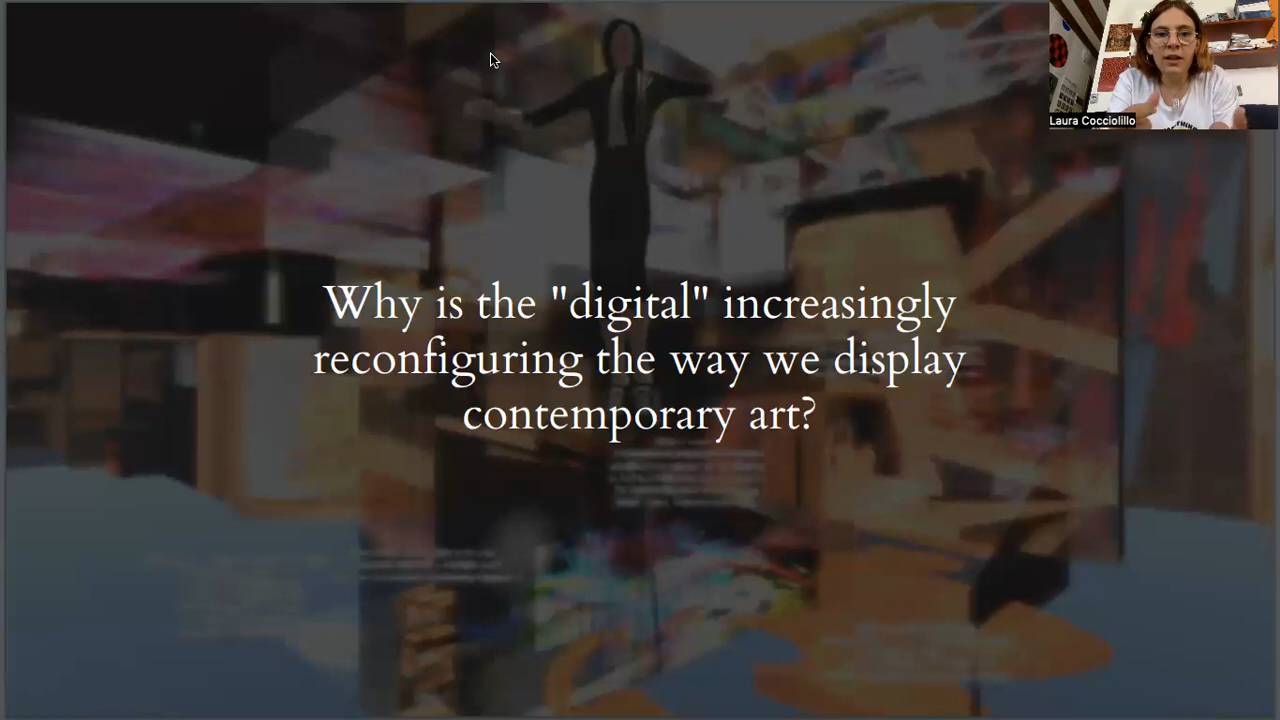 Laura Cocciolillo
Why is the "digital" increasingly
reconfiguring the way we display
contemporary art?